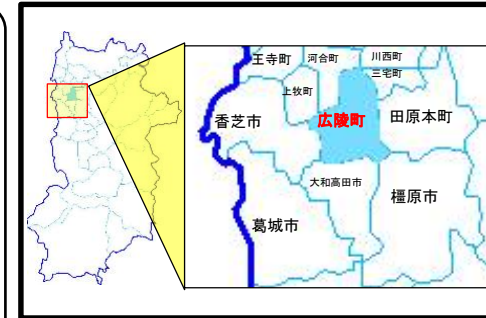 王寺町
河合町
川西町
三宅町
上牧町
香芝市
広陵町
田原本町
大和高田市
橿原市
葛城市